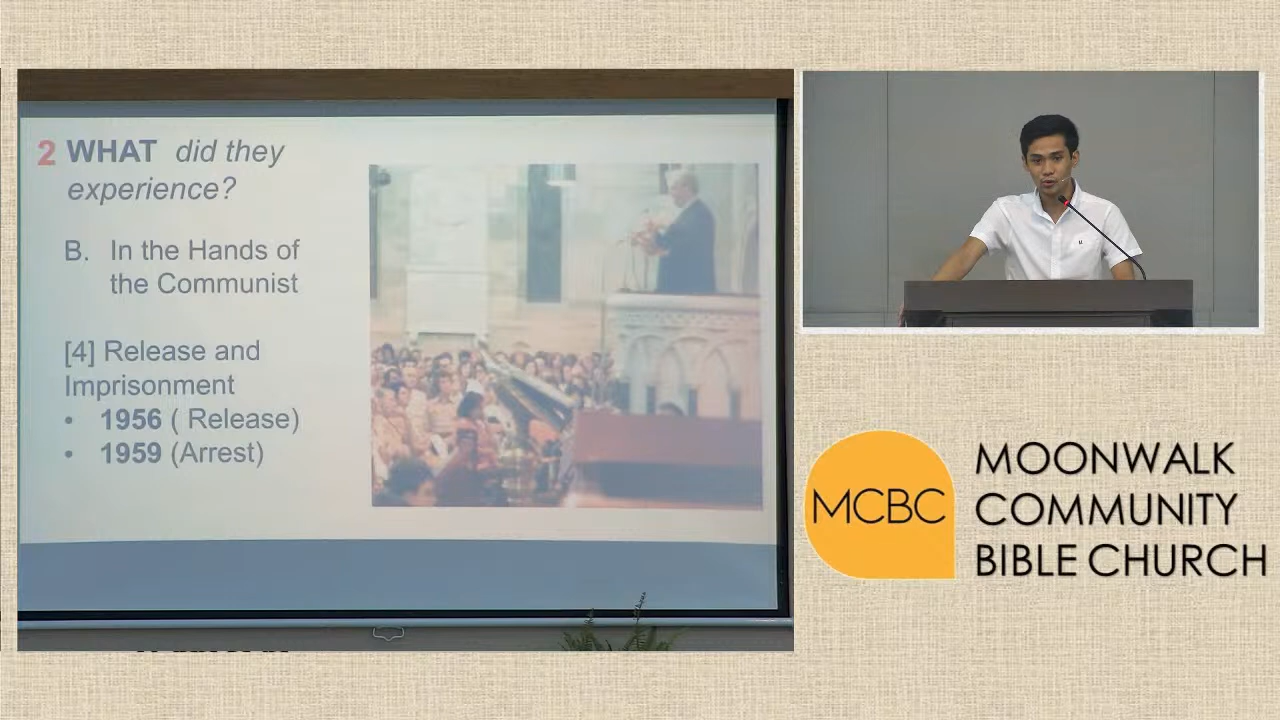 2 WHAT did they
experience?
B. In the Hands of
the Communist
[4] Release and
Imprisonment
• 1956 ( Release)
• 1959 (Arrest)
MCBC
MOONWALK
COMMUNITY
BIBLE CHURCH